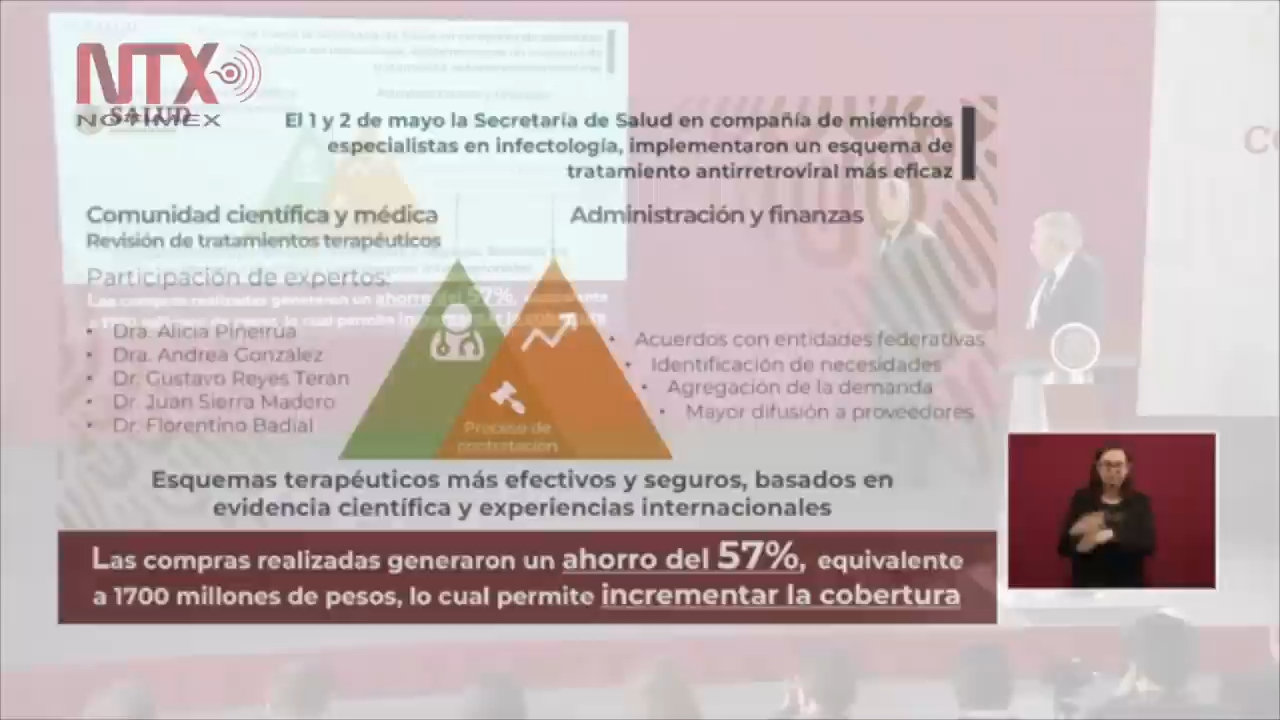 NTX
SALUD
NOTIMEX
El 1 y 2 de mayo la Secretaría de Salud en compañía de miembros
especialistas en infectología, implementaron un esquema de
tratamiento antirretroviral más eficaz
Comunidad científica y médica
Revisión de tratamientos terapéuticos
Participación de expertos:
• Dra. Alicia Pineirúa
• Dra. Andrea González
• Dr. Gustavo Reyes Terán
• Dr. Juan Sierra Madero
• Dr. Florentino Badial
Administración y finanzas
• Acuerdos con entidades federativas
• Identificación de necesidades
• Agregación de la demanda
• Mayor difusión a proveedores
Proceso de
contratación
Esquemas terapéuticos más efectivos y seguros, basados en
evidencia científica y experiencias internacionales
Las compras realizadas generaron un ahorro del 57%, equivalente
a 1700 millones de pesos, lo cual permite incrementar la cobertura